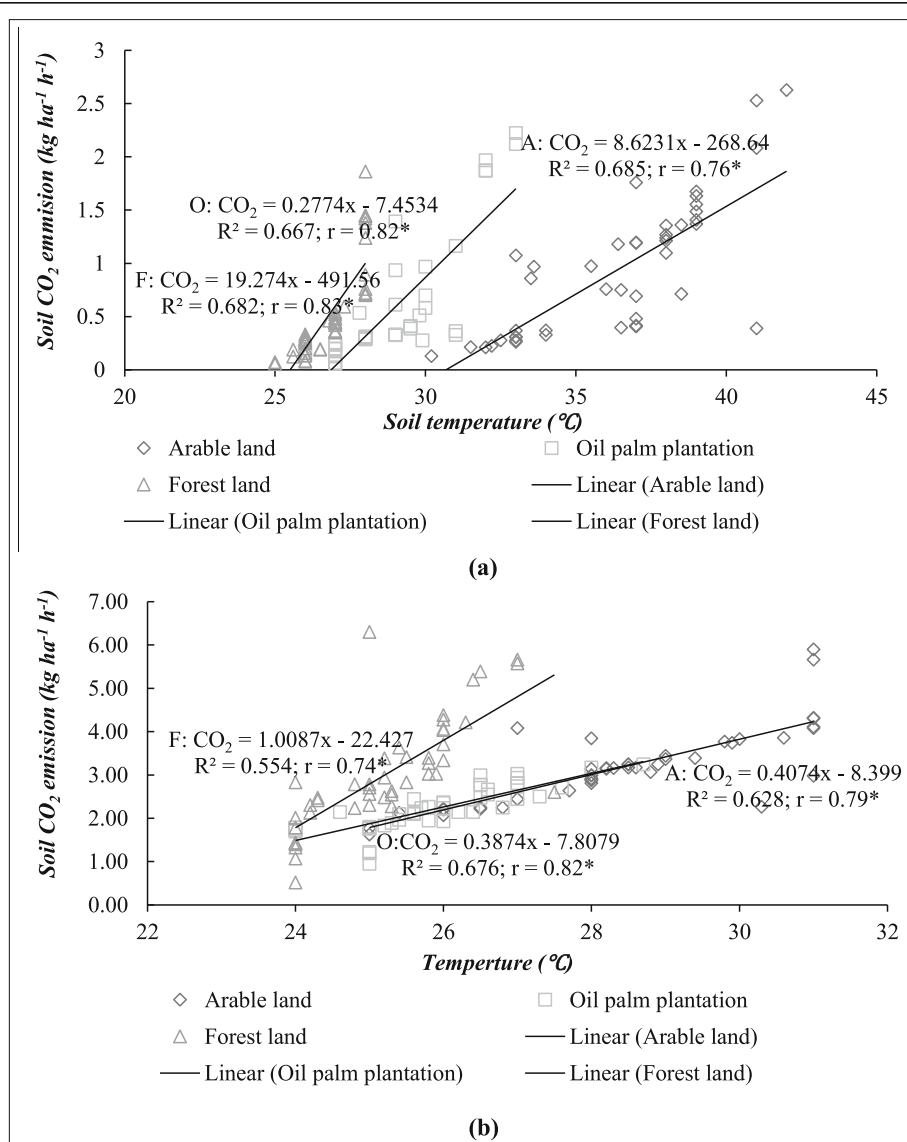 3
2.5
2
1.5
1
0.5
0
Soil CO₂ emmision (kg ha⁻¹ h⁻¹)
A: CO₂ = 8.6231x - 268.64
R² = 0.685; r = 0.76*
O: CO₂ = 0.2774x - 7.4534
R² = 0.667; r = 0.82*
F: CO₂ = 19.274x - 491.56
R² = 0.682; r = 0.83*
20 25 30 35 40 45
Soil temperature (℃)
Arable land
Oil palm plantation
Forest land
Linear (Arable land)
Linear (Oil palm plantation)
Linear (Forest land)
(a)
7.00
6.00
5.00
4.00
3.00
2.00
1.00
0.00
Soil CO₂ emission (kg ha⁻¹ h⁻¹)
F: CO₂ = 1.0087x - 22.427
R² = 0.554; r = 0.74*
A: CO₂ = 0.4074x - 8.399
R² = 0.628; r = 0.79*
O:CO₂ = 0.3874x - 7.8079
R² = 0.676; r = 0.82*
22 24 26 28 30 32
Temperture (℃)
Arable land
Oil palm plantation
Forest land
Linear (Arable land)
Linear (Oil palm plantation)
Linear (Forest land)
(b)